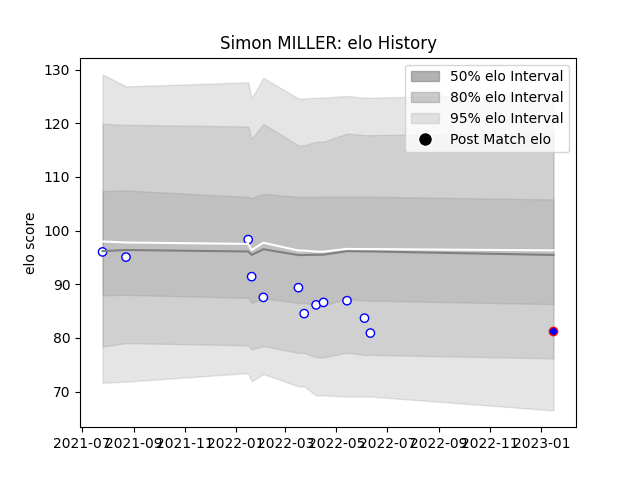 Simon MILLER: elo History
50% elo Interval
80% elo Interval
95% elo Interval
Post Match elo
elo score
130
120
110
100
90
80
70
2021-07 2021-09 2021-11 2022-01 2022-03 2022-05 2022-07 2022-09 2022-11 2023-01